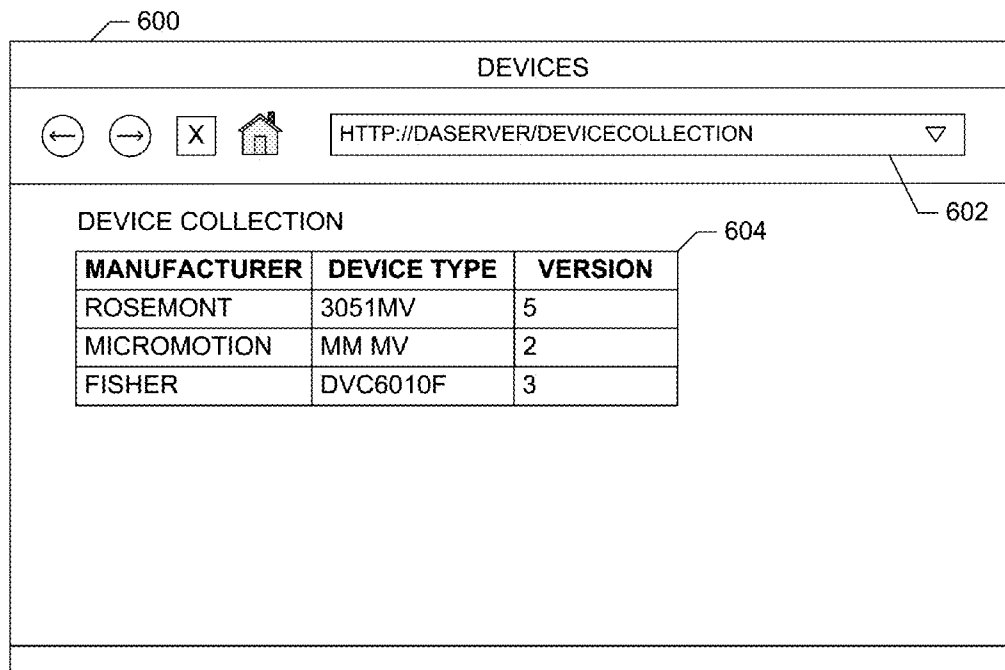 600
DEVICES
X
HTTP://DASERVER/DEVICECOLLECTION
602
DEVICE COLLECTION
604
MANUFACTURER DEVICE TYPE VERSION
ROSEMONT 3051MV 5
MICROMOTION MM MV 2
FISHER DVC6010F 3